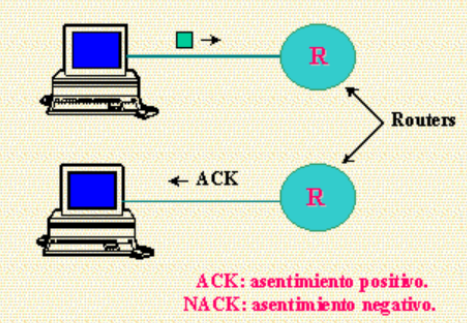 R
Routers
← ACK
R
ACK: asentimiento positivo.
NACK: asentimiento negativo.